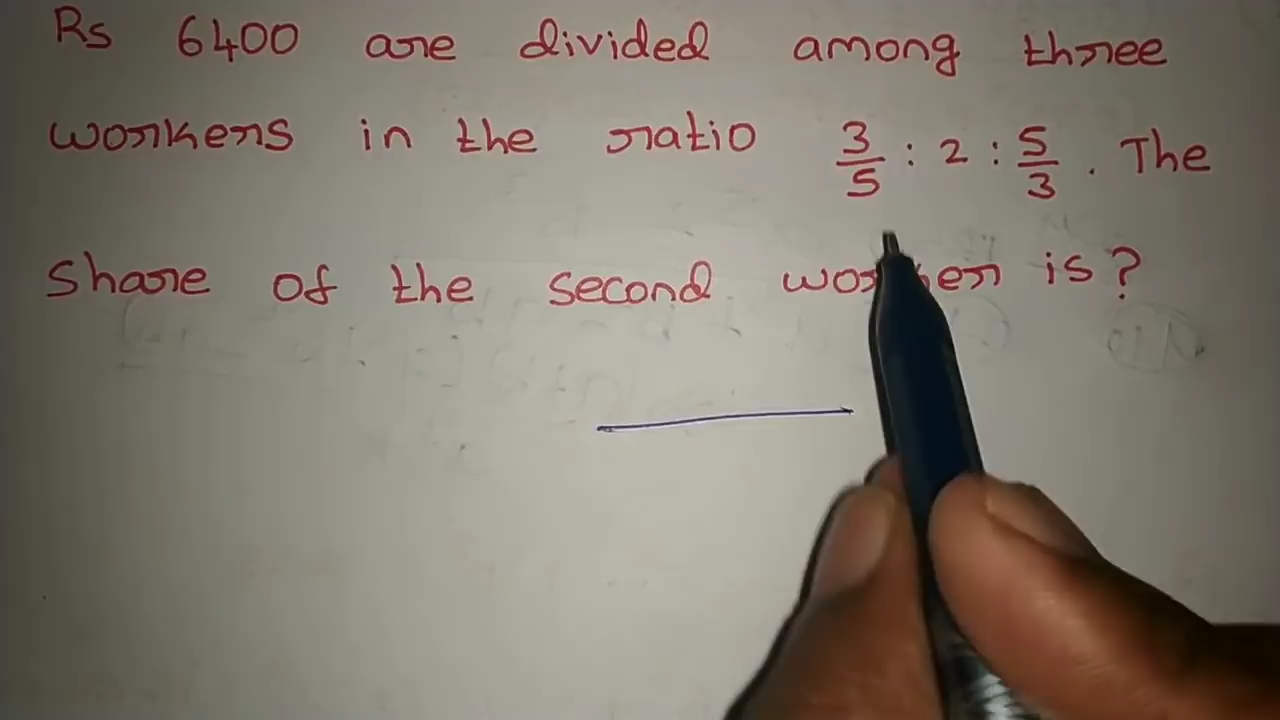 Rs 6400 are divided among three
workers in the ratio 3/5 : 2 : 5/3 . The
Share of the second worker is?